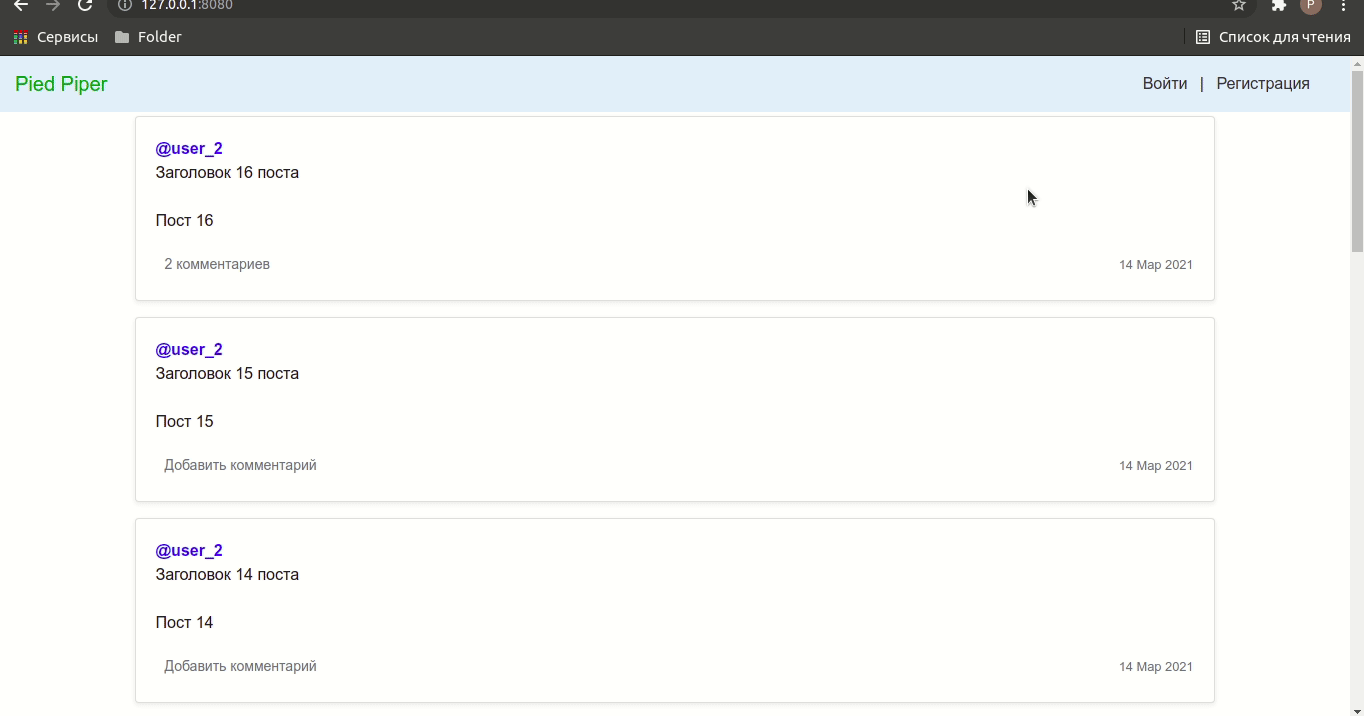 127.0.0.1:8080
P
Сервисы Folder Список для чтения
Pied Piper Войти | Регистрация
@user_2
Заголовок 16 поста
Пост 16
2 комментариев 14 Мар 2021
@user_2
Заголовок 15 поста
Пост 15
Добавить комментарий 14 Мар 2021
@user_2
Заголовок 14 поста
Пост 14
Добавить комментарий 14 Мар 2021